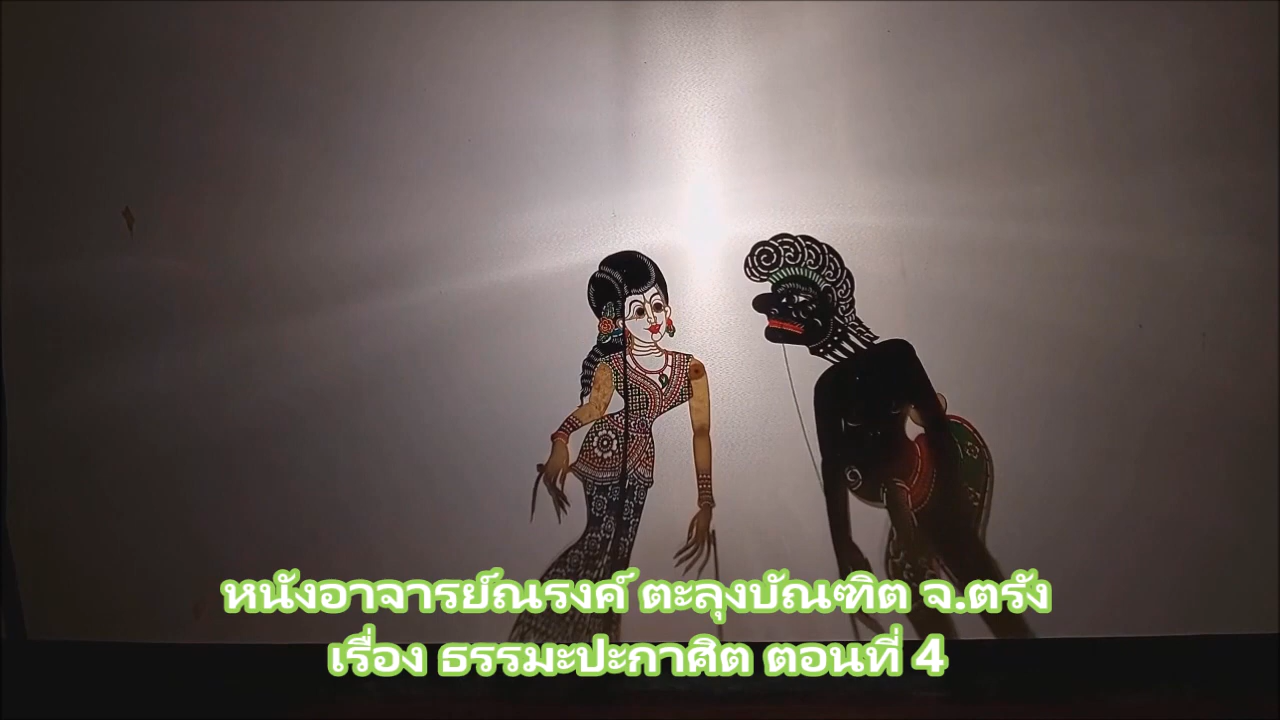 หนังอาจารย์ณรงค์ ตะลุงบัณฑิต จ.ตรัง
เรื่อง ธรรมะปะกาศิต ตอนที่ 4